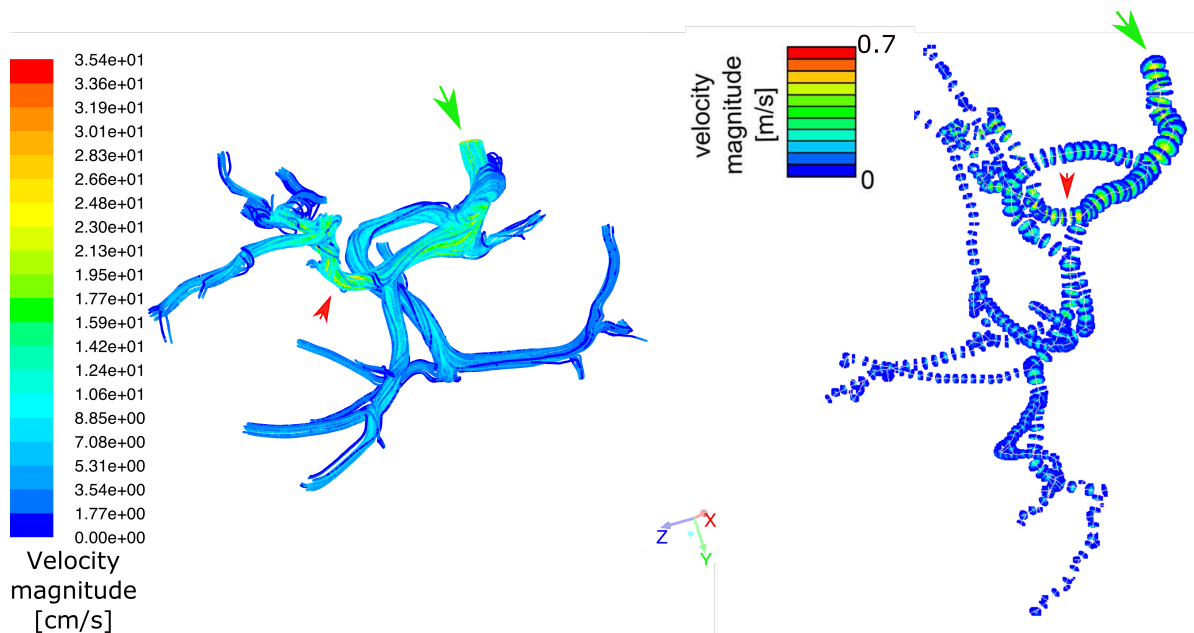 3.54e+01
3.36e+01
3.19e+01
3.01e+01
2.83e+01
2.66e+01
2.48e+01
2.30e+01
2.13e+01
1.95e+01
1.77e+01
1.59e+01
1.42e+01
1.24e+01
1.06e+01
8.85e+00
7.08e+00
5.31e+00
3.54e+00
1.77e+00
0.00e+00
Velocity
magnitude
[cm/s]
Z
X
Y
velocity
magnitude
[m/s]
0.7
0